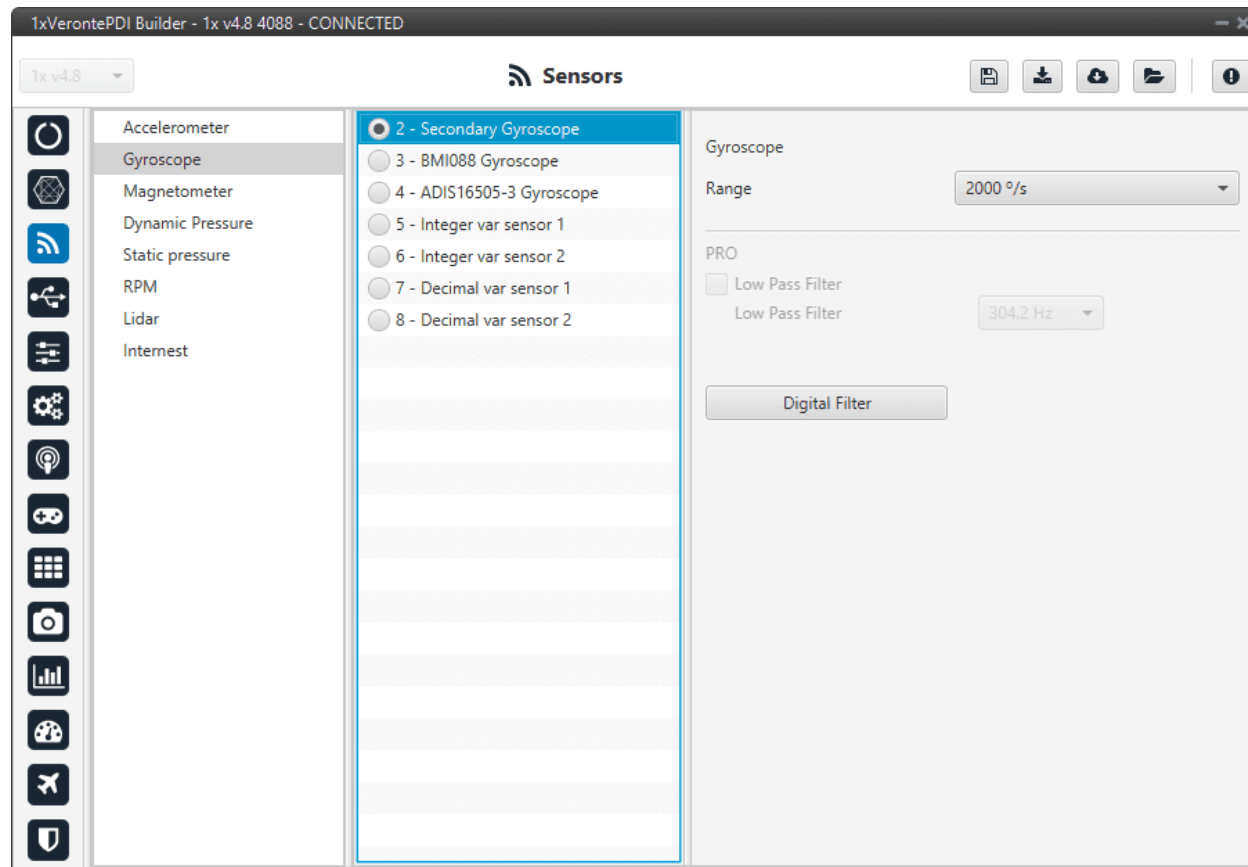 1xVerontePDI Builder - 1x v4.8 4088 - CONNECTED
1x v4.8
Sensors
Accelerometer
Gyroscope
Magnetometer
Dynamic Pressure
Static pressure
RPM
Lidar
Internest
2 - Secondary Gyroscope
3 - BMI088 Gyroscope
4 - ADIS16505-3 Gyroscope
5 - Integer var sensor 1
6 - Integer var sensor 2
7 - Decimal var sensor 1
8 - Decimal var sensor 2
Gyroscope
Range 2000 º/s
PRO
Low Pass Filter
Low Pass Filter 304.2 Hz
Digital Filter